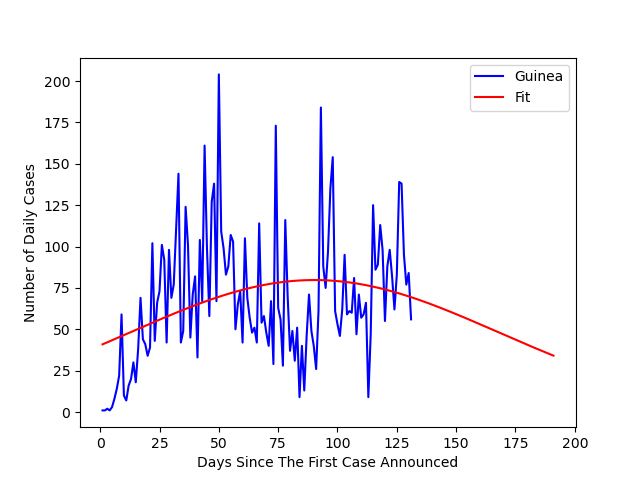 Guinea
Fit
Number of Daily Cases
200
175
150
125
100
75
50
25
0
0 25 50 75 100 125 150 175 200
Days Since The First Case Announced